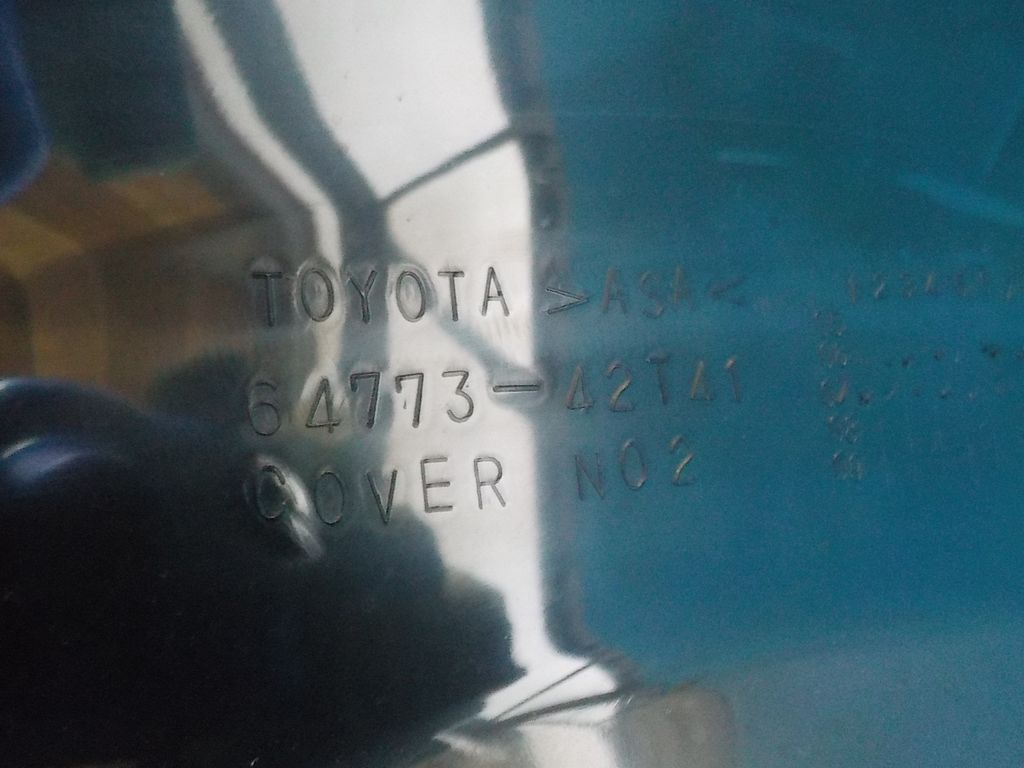 TOYOTA >ASA<
64773-42TA1
COVER NO2